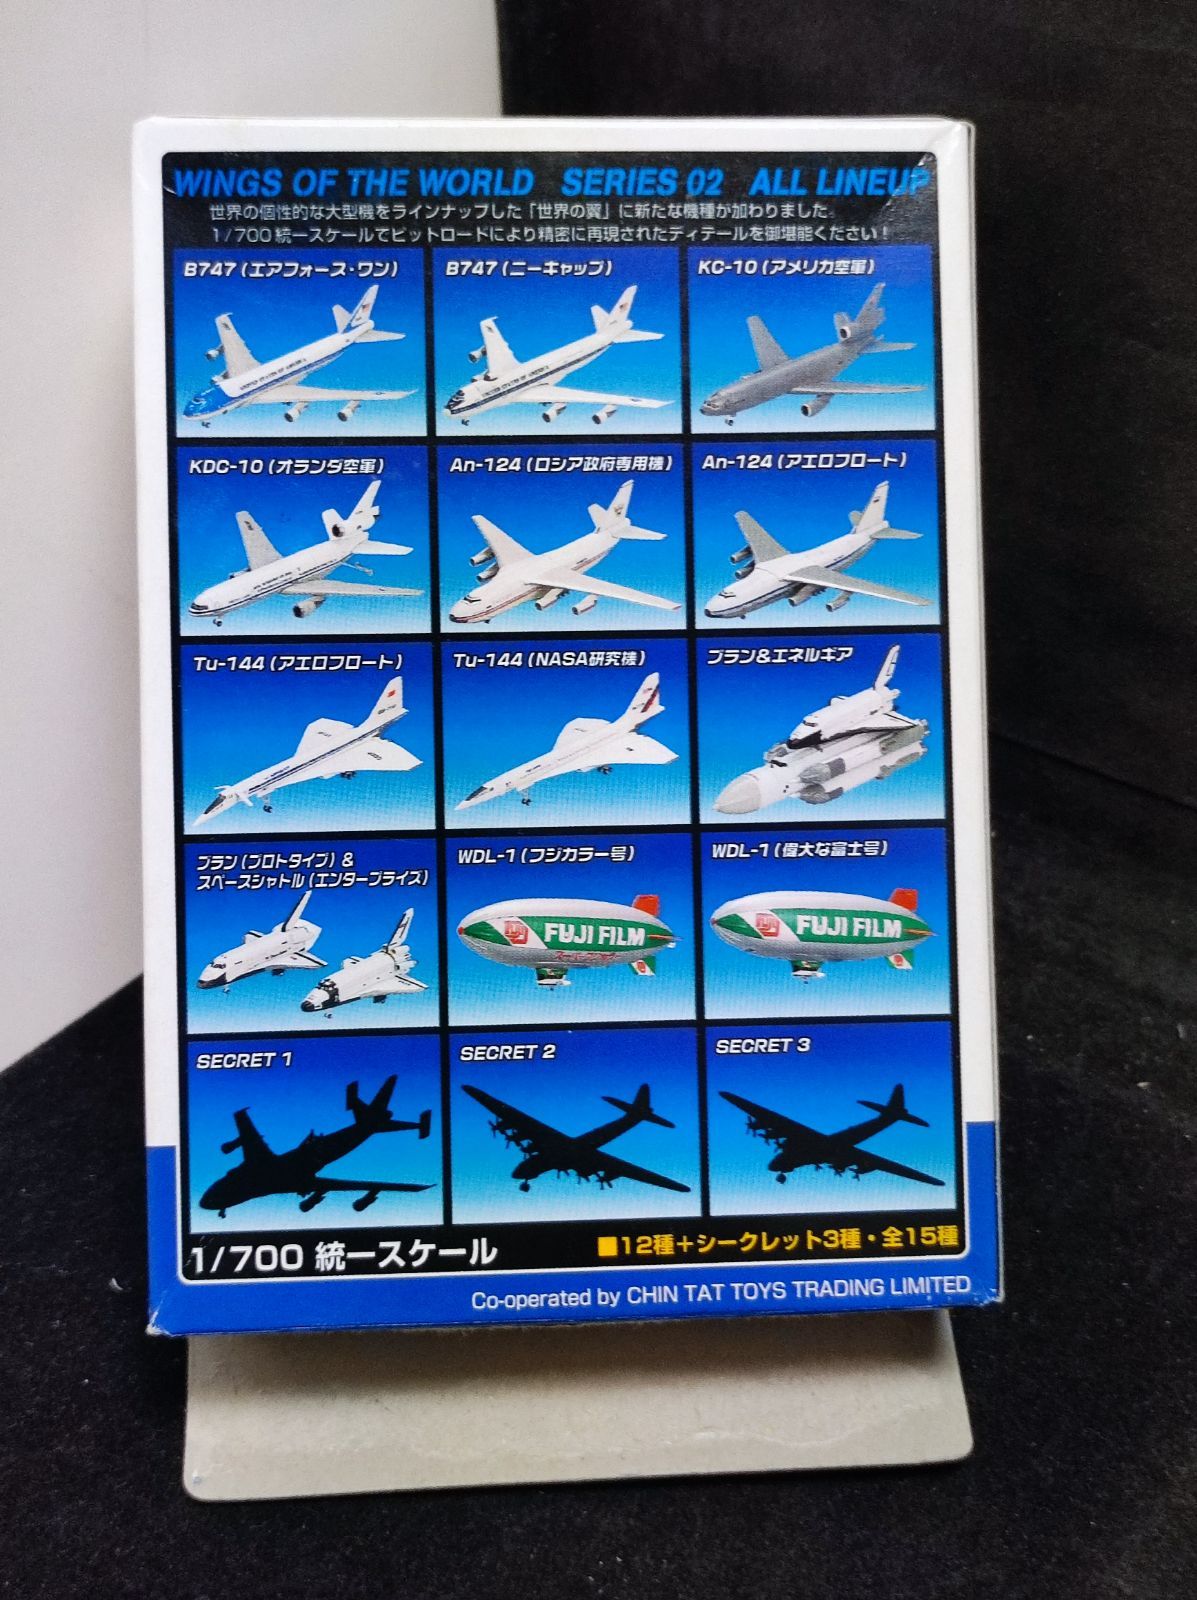 WINGS OF THE WORLD SERIES 02 ALL LINEUP
世界の個性的な大型機をラインナップした「世界の翼」に新たな機種が加わりました。
1/700統一スケールでピットロードにより精密に再現されたディテールを御堪能ください!
B747(エアフォース・ワン)
B747(ニーキャップ)
KC-10(アメリカ空軍)
UNITED STATES OF AMERICA
UNITED STATES OF AMERICA
KDC-10(オランダ空軍)
An-124(ロシア政府専用機)
An-124(アエロフロート)
Tu-144(アエロフロート)
Tu-144(NASA研究機)
ブラン&エネルギア
ブラン(プロトタイプ)&
スペースシャトル(エンタープライズ)
WDL-1(フジカラー号)
WDL-1(偉大な富士号)
FUJI FILM
FUJI FILM
SECRET 1
SECRET 2
SECRET 3
1/700 統一スケール
■12種+シークレット3種・全15種
Co-operated by CHIN TAT TOYS TRADING LIMITED